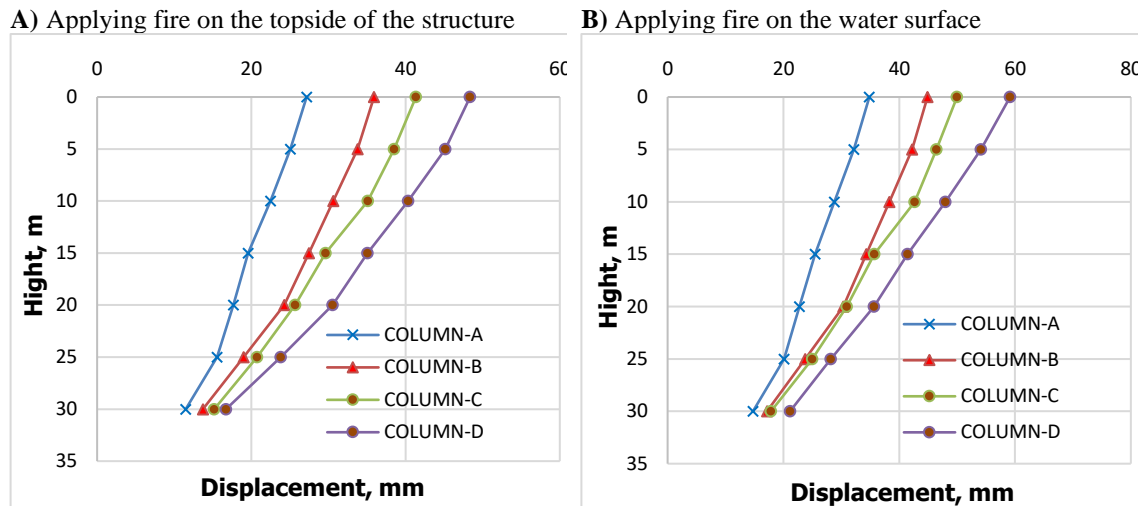 A) Applying fire on the topside of the structure
0 20 40 60
0
5
10
15
20
25
30
35
Hight, m
COLUMN-A
COLUMN-B
COLUMN-C
COLUMN-D
Displacement, mm
B) Applying fire on the water surface
0 20 40 60 80
0
5
10
15
20
25
30
35
Hight, m
COLUMN-A
COLUMN-B
COLUMN-C
COLUMN-D
Displacement, mm